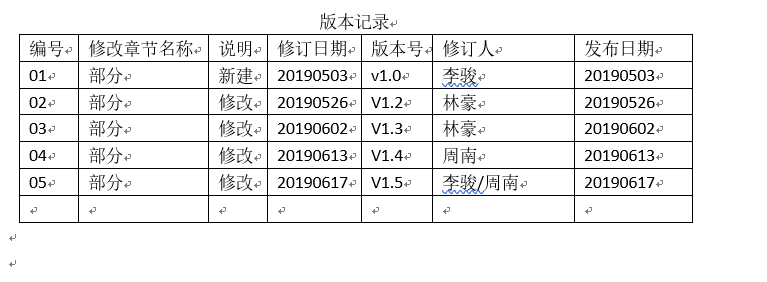 版本记录
编号 修改章节名称 说明 修订日期 版本号 修订人 发布日期
01 部分 新建 20190503 v1.0 李骏 20190503
02 部分 修改 20190526 V1.2 林豪 20190526
03 部分 修改 20190602 V1.3 林豪 20190602
04 部分 修改 20190613 V1.4 周南 20190613
05 部分 修改 20190617 V1.5 李骏/周南 20190617